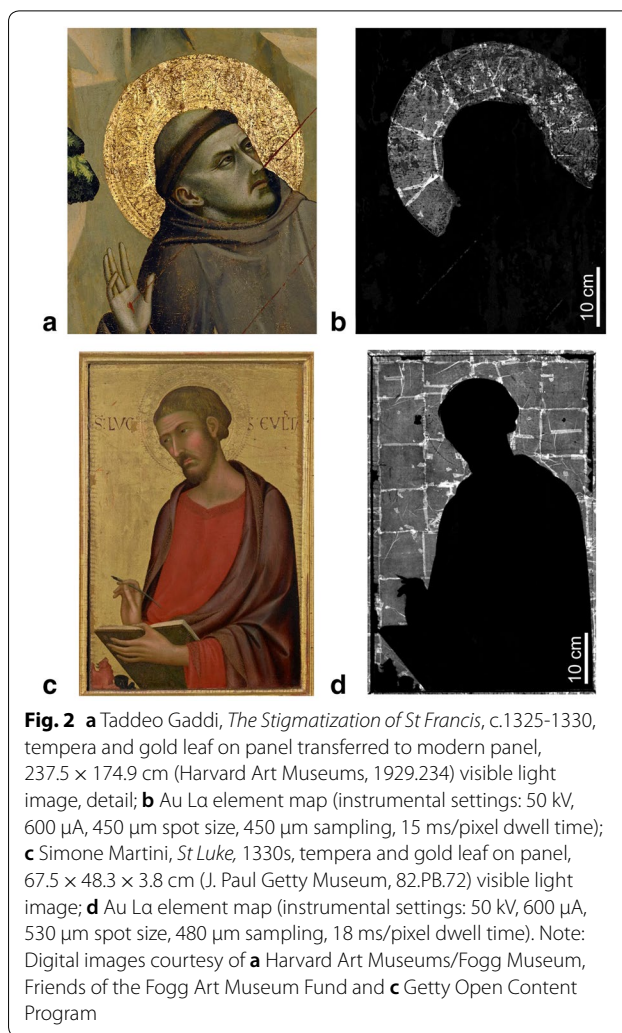 a
b
10 cm
c
d
10 cm
Fig. 2 a Taddeo Gaddi, The Stigmatization of St Francis, c.1325-1330,
tempera and gold leaf on panel transferred to modern panel,
237.5 × 174.9 cm (Harvard Art Museums, 1929.234) visible light
image, detail; b Au Lα element map (instrumental settings: 50 kV,
600 μA, 450 μm spot size, 450 μm sampling, 15 ms/pixel dwell time);
c Simone Martini, St Luke, 1330s, tempera and gold leaf on panel,
67.5 × 48.3 × 3.8 cm (J. Paul Getty Museum, 82.PB.72) visible light
image; d Au Lα element map (instrumental settings: 50 kV, 600 μA,
530 μm spot size, 480 μm sampling, 18 ms/pixel dwell time). Note:
Digital images courtesy of a Harvard Art Museums/Fogg Museum,
Friends of the Fogg Art Museum Fund and c Getty Open Content
Program